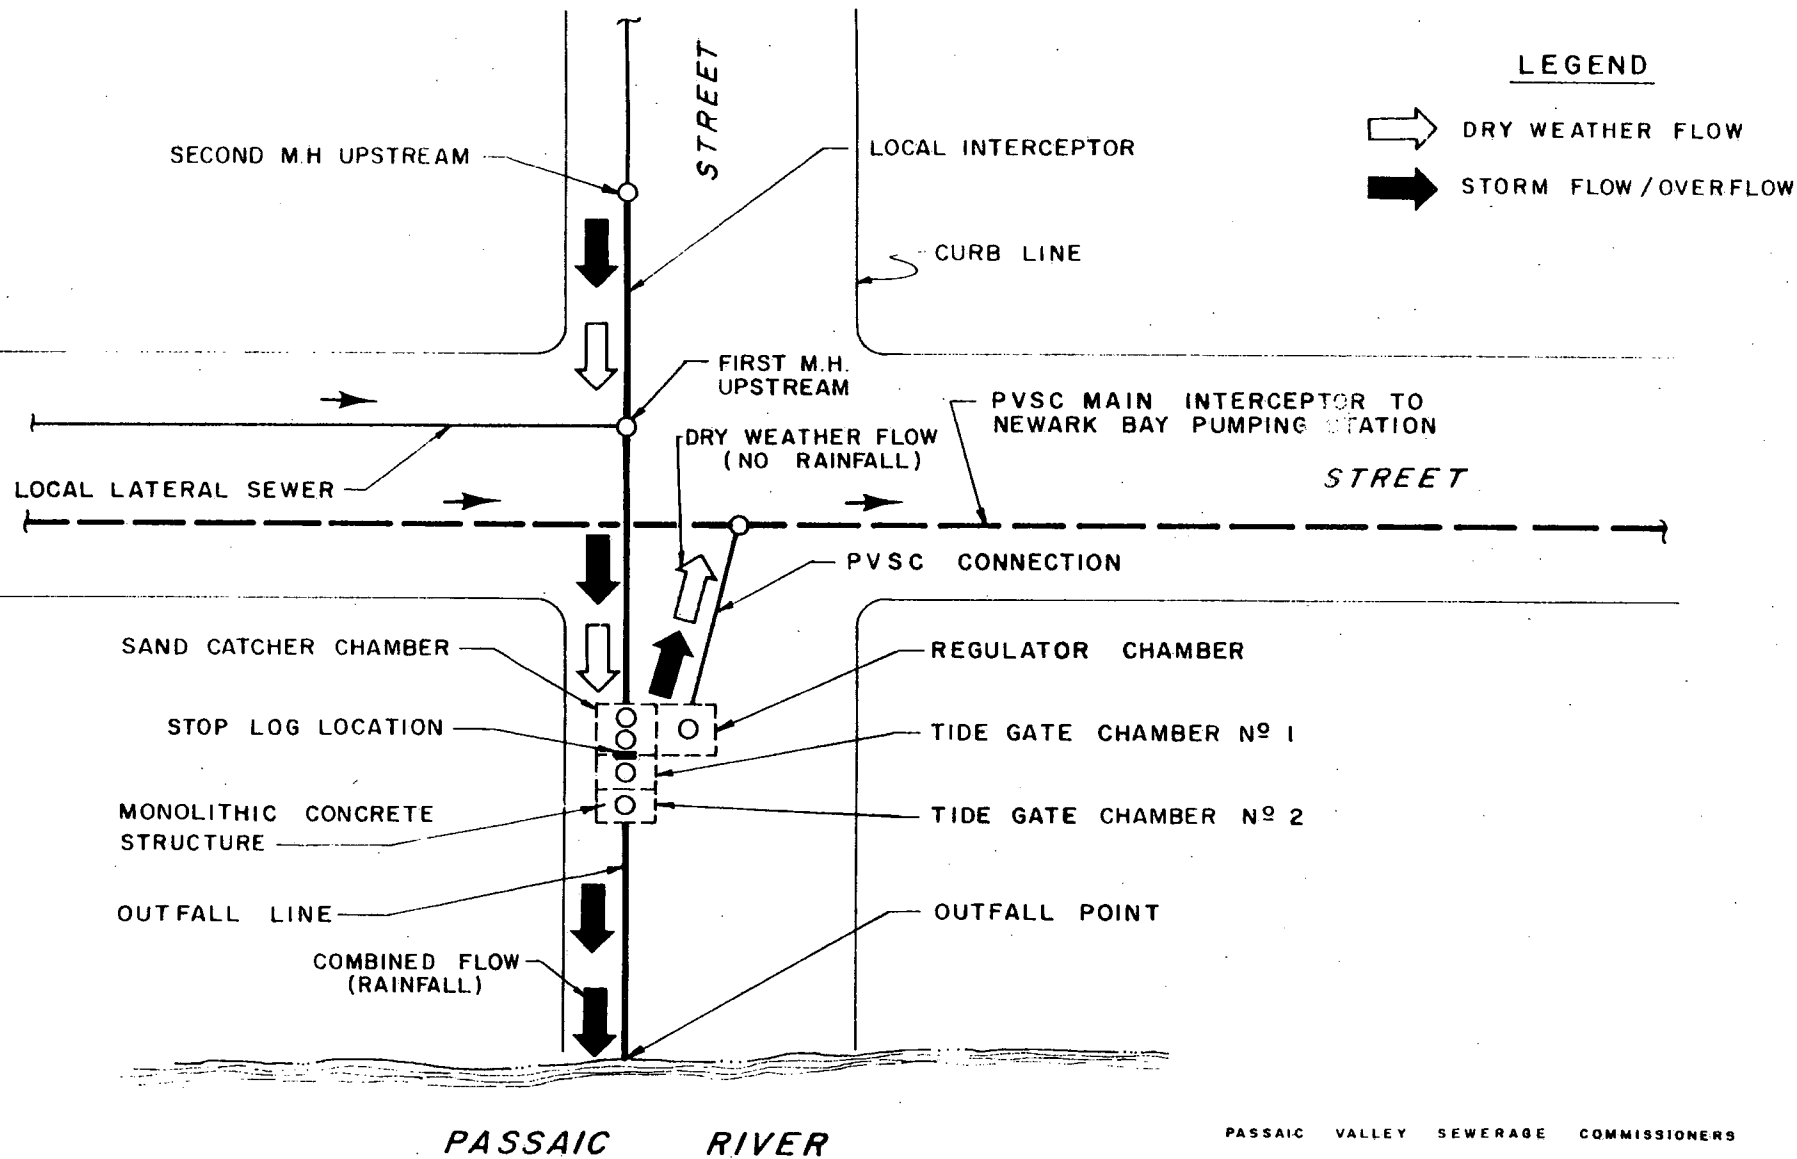 LEGEND
DRY WEATHER FLOW
STORM FLOW/OVERFLOW
STREET
SECOND M.H UPSTREAM
LOCAL INTERCEPTOR
CURB LINE
FIRST M.H.
UPSTREAM
PVSC MAIN INTERCEPTOR TO
NEWARK BAY PUMPING STATION
DRY WEATHER FLOW
(NO RAINFALL)
STREET
LOCAL LATERAL SEWER
PVSC CONNECTION
SAND CATCHER CHAMBER
REGULATOR CHAMBER
STOP LOG LOCATION
TIDE GATE CHAMBER Nº 1
MONOLITHIC CONCRETE
STRUCTURE
TIDE GATE CHAMBER Nº 2
OUTFALL LINE
OUTFALL POINT
COMBINED FLOW
(RAINFALL)
PASSAIC RIVER
PASSAIC VALLEY SEWERAGE COMMISSIONERS